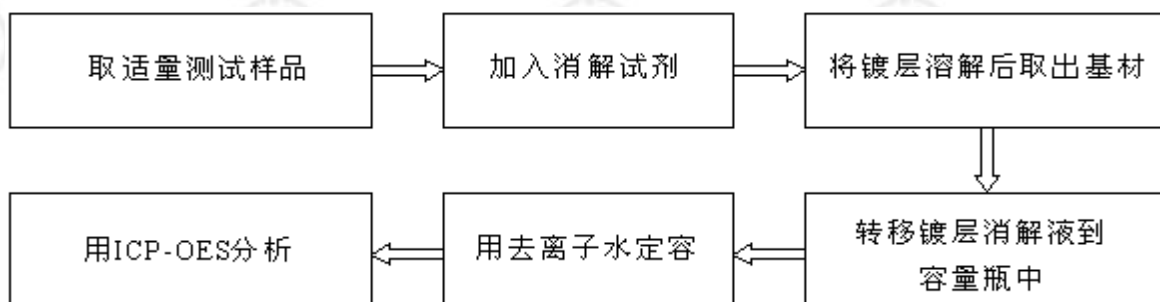 取适量测试样品
加入消解试剂
将镀层溶解后取出基材
转移镀层消解液到
容量瓶中
用去离子水定容
用ICP-OES分析